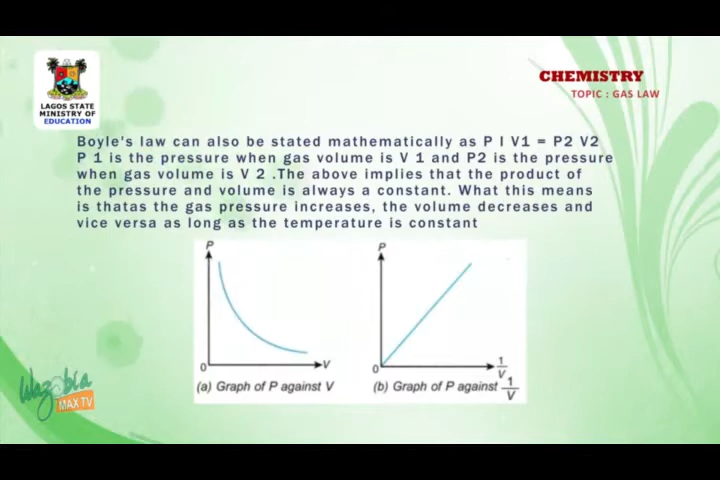 LAGOS STATE
MINISTRY OF
EDUCATION
CHEMISTRY
TOPIC : GAS LAW
Boyle's law can also be stated mathematically as P I V1 = P2 V2
P 1 is the pressure when gas volume is V 1 and P2 is the pressure
when gas volume is V 2 .The above implies that the product of
the pressure and volume is always a constant. What this means
is thatas the gas pressure increases, the volume decreases and
vice versa as long as the temperature is constant
P
0
V
(a) Graph of P against V
P
0
1/V
(b) Graph of P against 1/V
Wazobia
MAX TV